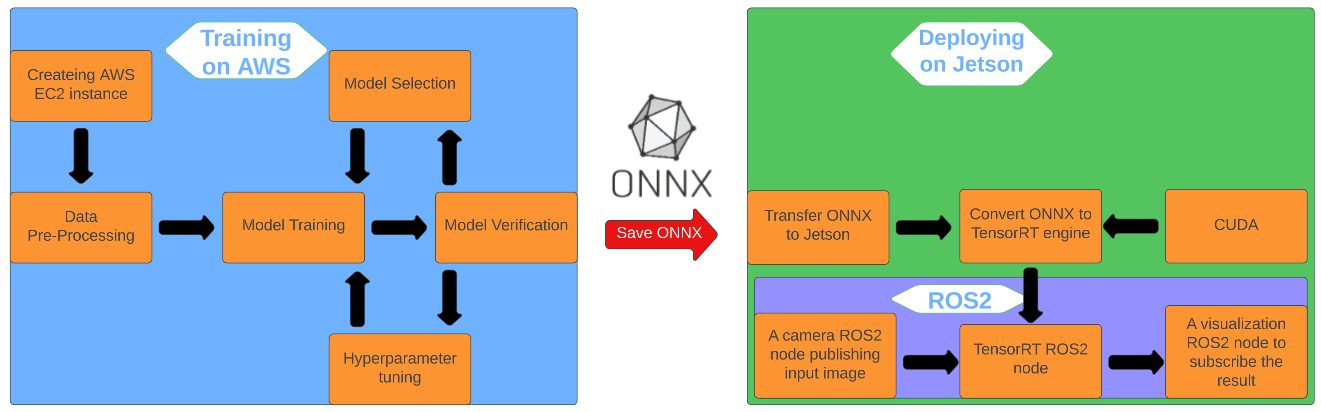 Training
on AWS
Createing AWS
EC2 instance
Model Selection
Data
Pre-Processing
Model Training
Model Verification
Hyperparameter
tuning
ONNX
Save ONNX
Deploying
on Jetson
Transfer ONNX
to Jetson
Convert ONNX to
TensorRT engine
CUDA
ROS2
A camera ROS2
node publishing
input image
TensorRT ROS2
node
A visualization
ROS2 node to
subscribe the
result